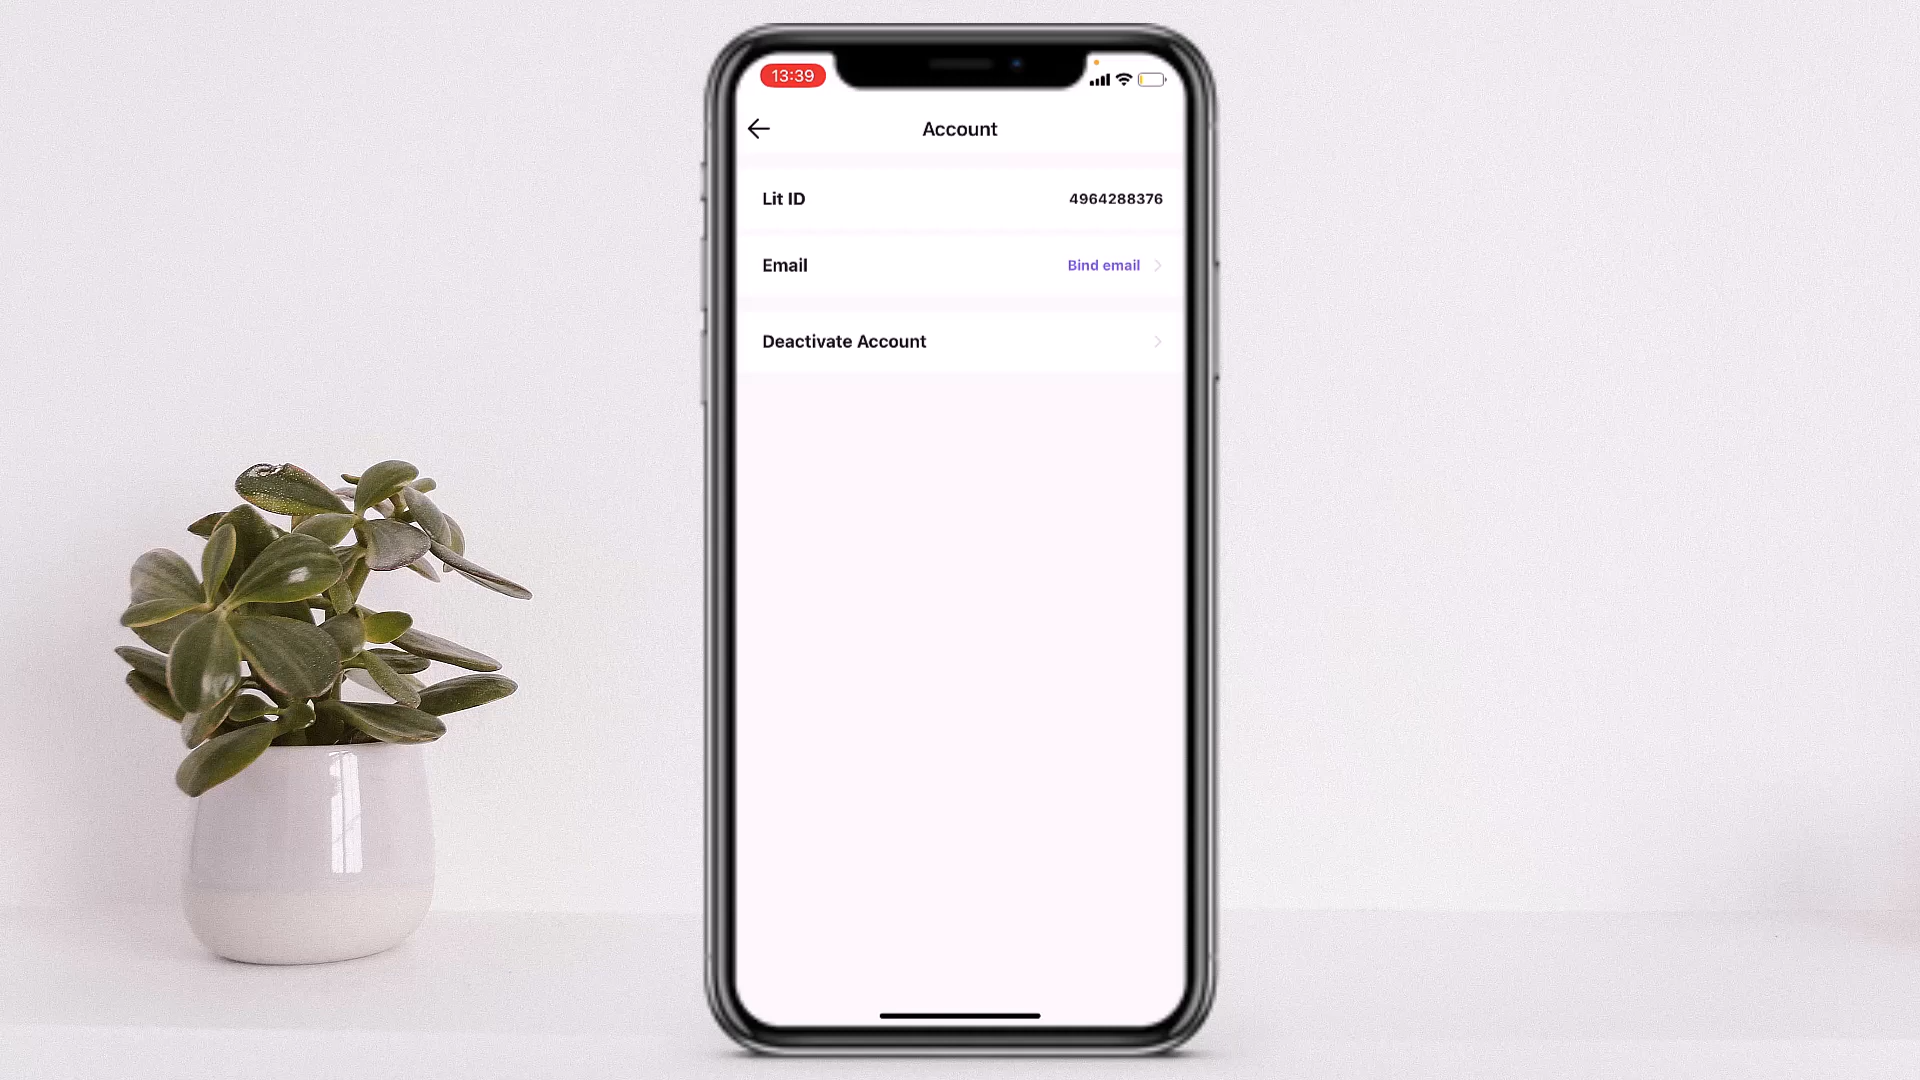 13:39
Account
Lit ID 4964288376
Email Bind email
Deactivate Account